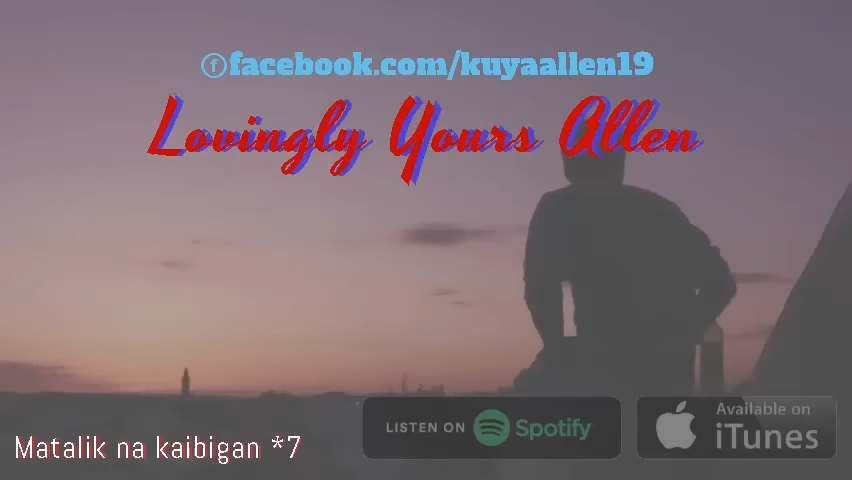 facebook.com/kuyaallen19
Lovingly Yours Allen
LISTEN ON Spotify
Available on
iTunes
Matalik na kaibigan *7